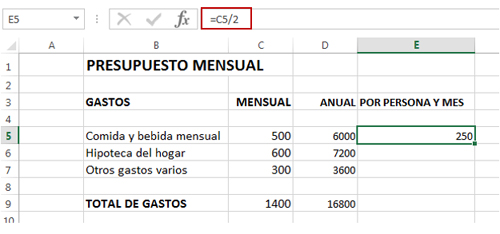 E5 fx =C5/2
A B C D E
1 PRESUPUESTO MENSUAL
2
3 GASTOS MENSUAL ANUAL POR PERSONA Y MES
4
5 Comida y bebida mensual 500 6000 250
6 Hipoteca del hogar 600 7200
7 Otros gastos varios 300 3600
8
9 TOTAL DE GASTOS 1400 16800
10